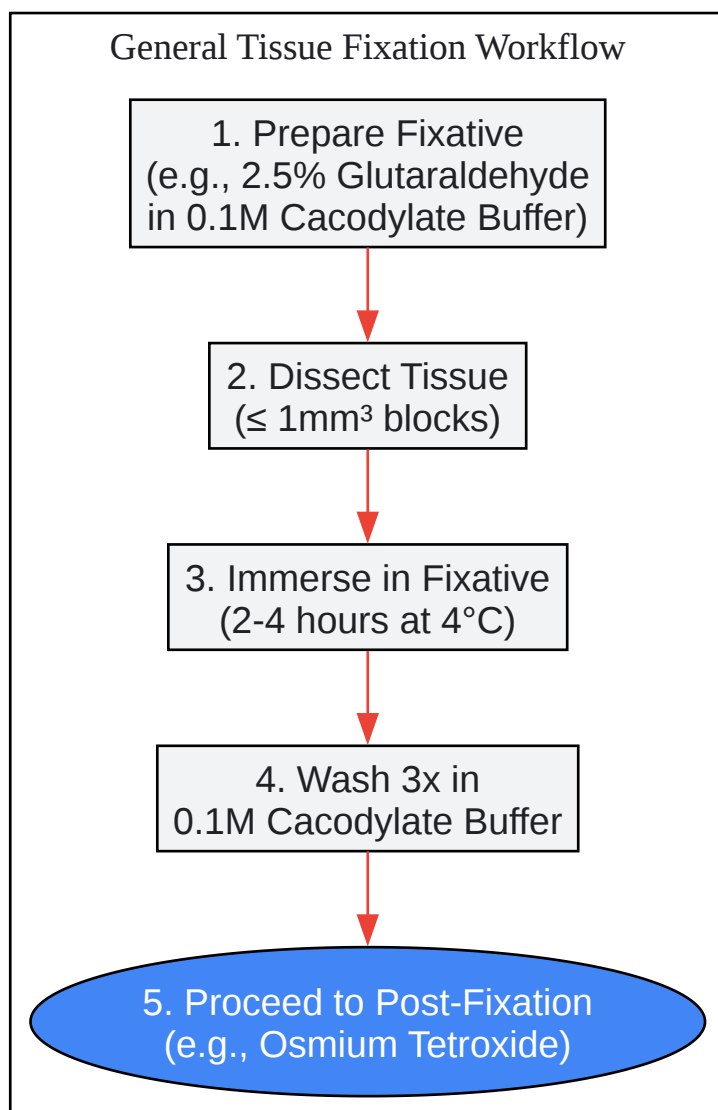 General Tissue Fixation Workflow
1. Prepare Fixative
(e.g., 2.5% Glutaraldehyde
in 0.1M Cacodylate Buffer)
2. Dissect Tissue
(≤ 1mm³ blocks)
3. Immerse in Fixative
(2-4 hours at 4°C)
4. Wash 3x in
0.1M Cacodylate Buffer
5. Proceed to Post-Fixation
(e.g., Osmium Tetroxide)